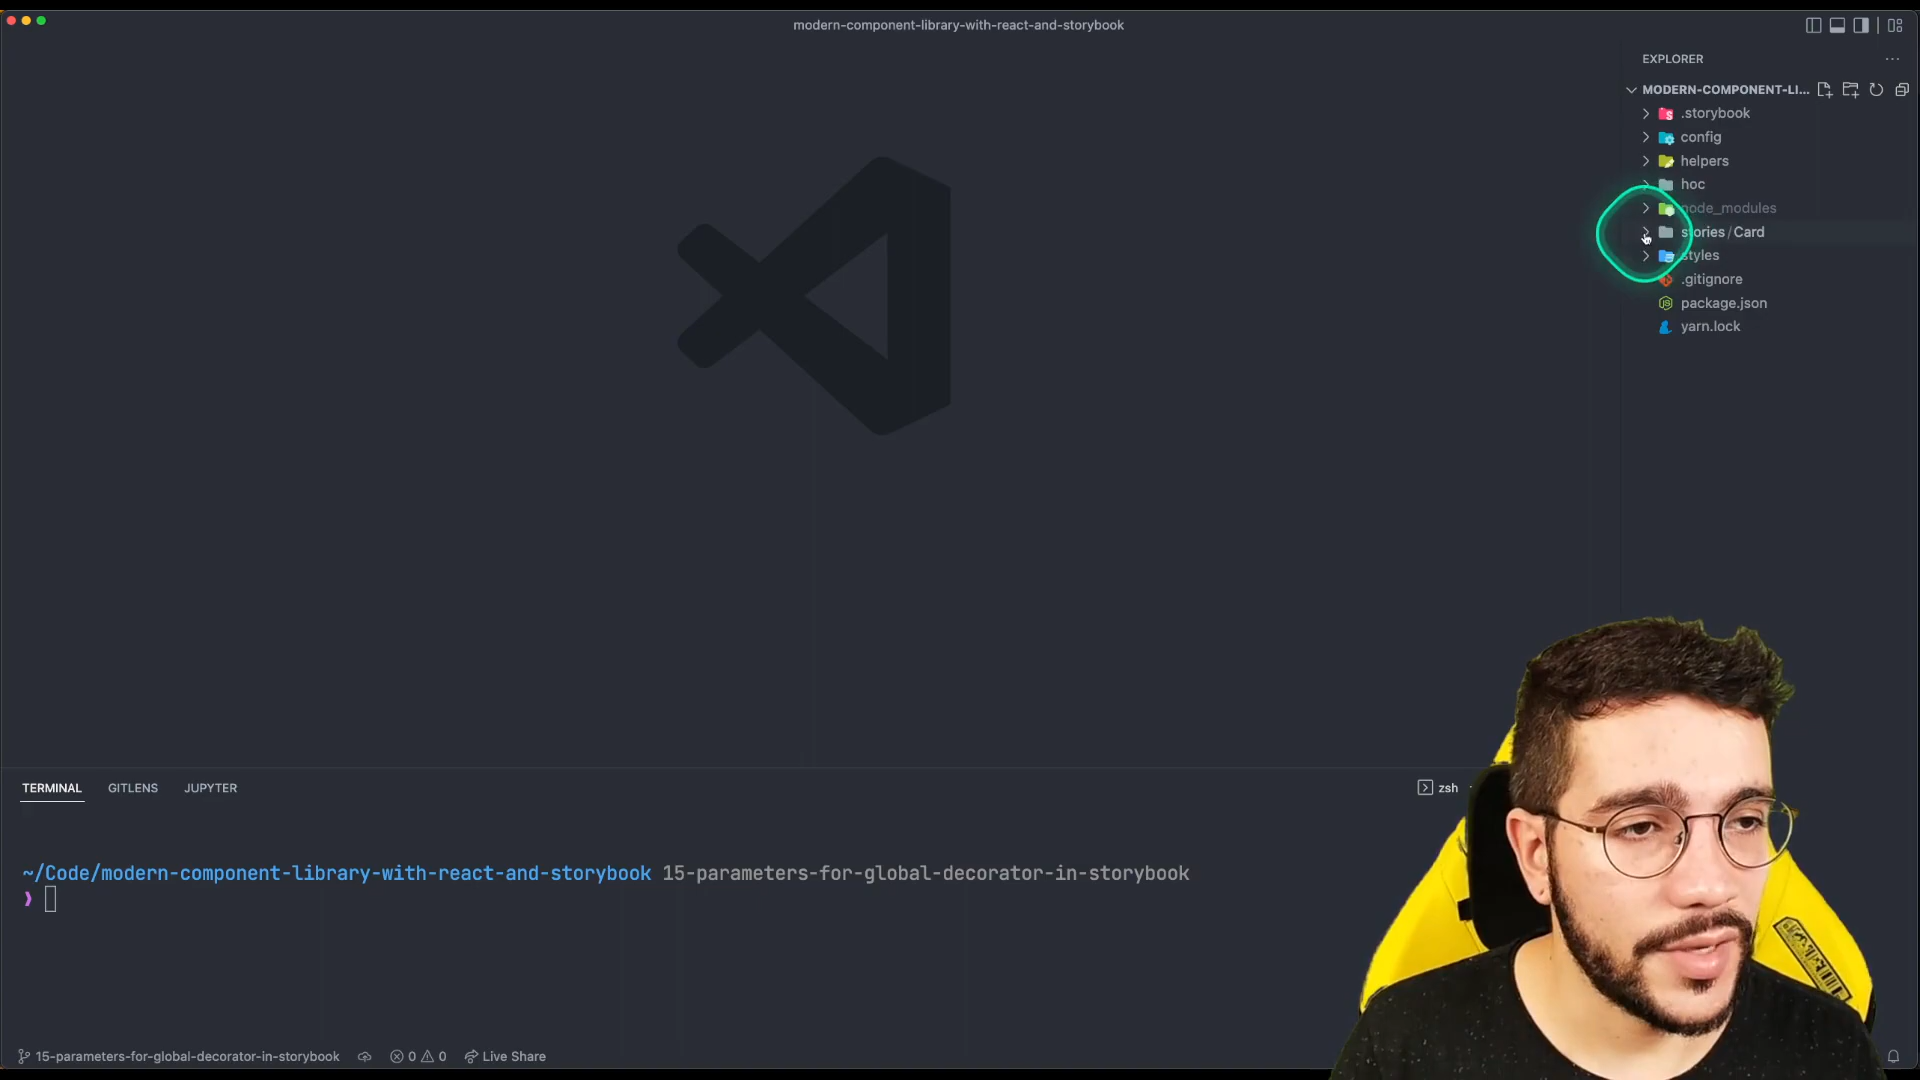 modern-component-library-with-react-and-storybook
EXPLORER
MODERN-COMPONENT-LI...
.storybook
config
helpers
hoc
node_modules
stories / Card
styles
.gitignore
package.json
yarn.lock
TERMINAL GITLENS JUPYTER
zsh
~/Code/modern-component-library-with-react-and-storybook 15-parameters-for-global-decorator-in-storybook
❯
15-parameters-for-global-decorator-in-storybook 0 0 Live Share